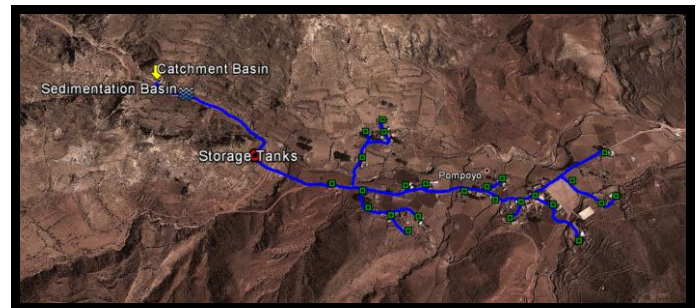 Catchment Basin
Sedimentation Basin
Storage Tanks
Pompoyo